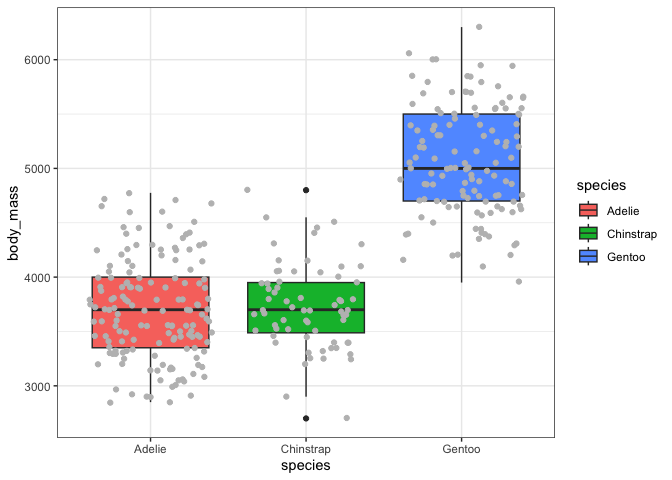 body_mass
6000
5000
4000
3000
Adelie
Chinstrap
Gentoo
species
species
Adelie
Chinstrap
Gentoo